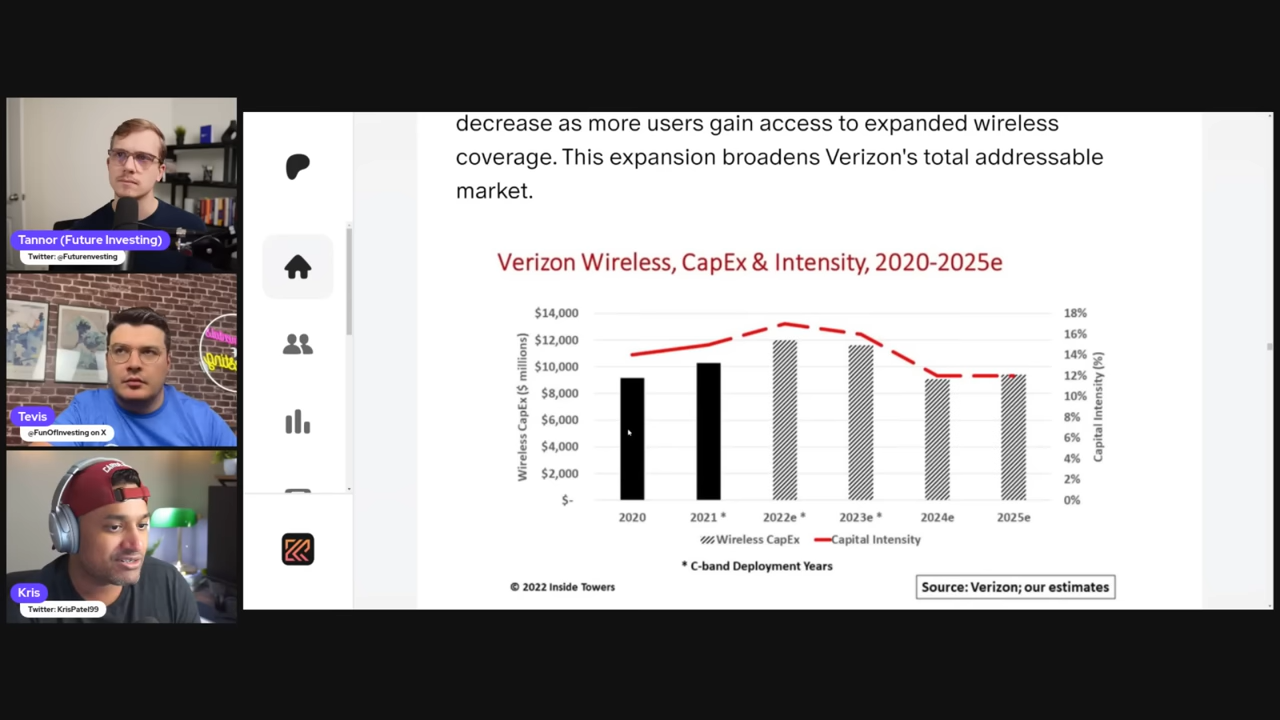 decrease as more users gain access to expanded wireless
coverage. This expansion broadens Verizon's total addressable
market.
Verizon Wireless, CapEx & Intensity, 2020-2025e
Wireless CapEx ($ millions)
$14,000
$12,000
$10,000
$8,000
$6,000
$4,000
$2,000
$-
18%
16%
14%
12%
10%
8%
6%
4%
2%
0%
Capital Intensity (%)
2020 2021 * 2022e * 2023e * 2024e 2025e
Wireless CapEx Capital Intensity
* C-band Deployment Years
© 2022 Inside Towers
Source: Verizon; our estimates
Tannor (Future Investing)
Twitter: @Futurenvesting
Tevis
@FunOfInvesting on X
Kris
Twitter: KrisPatel99